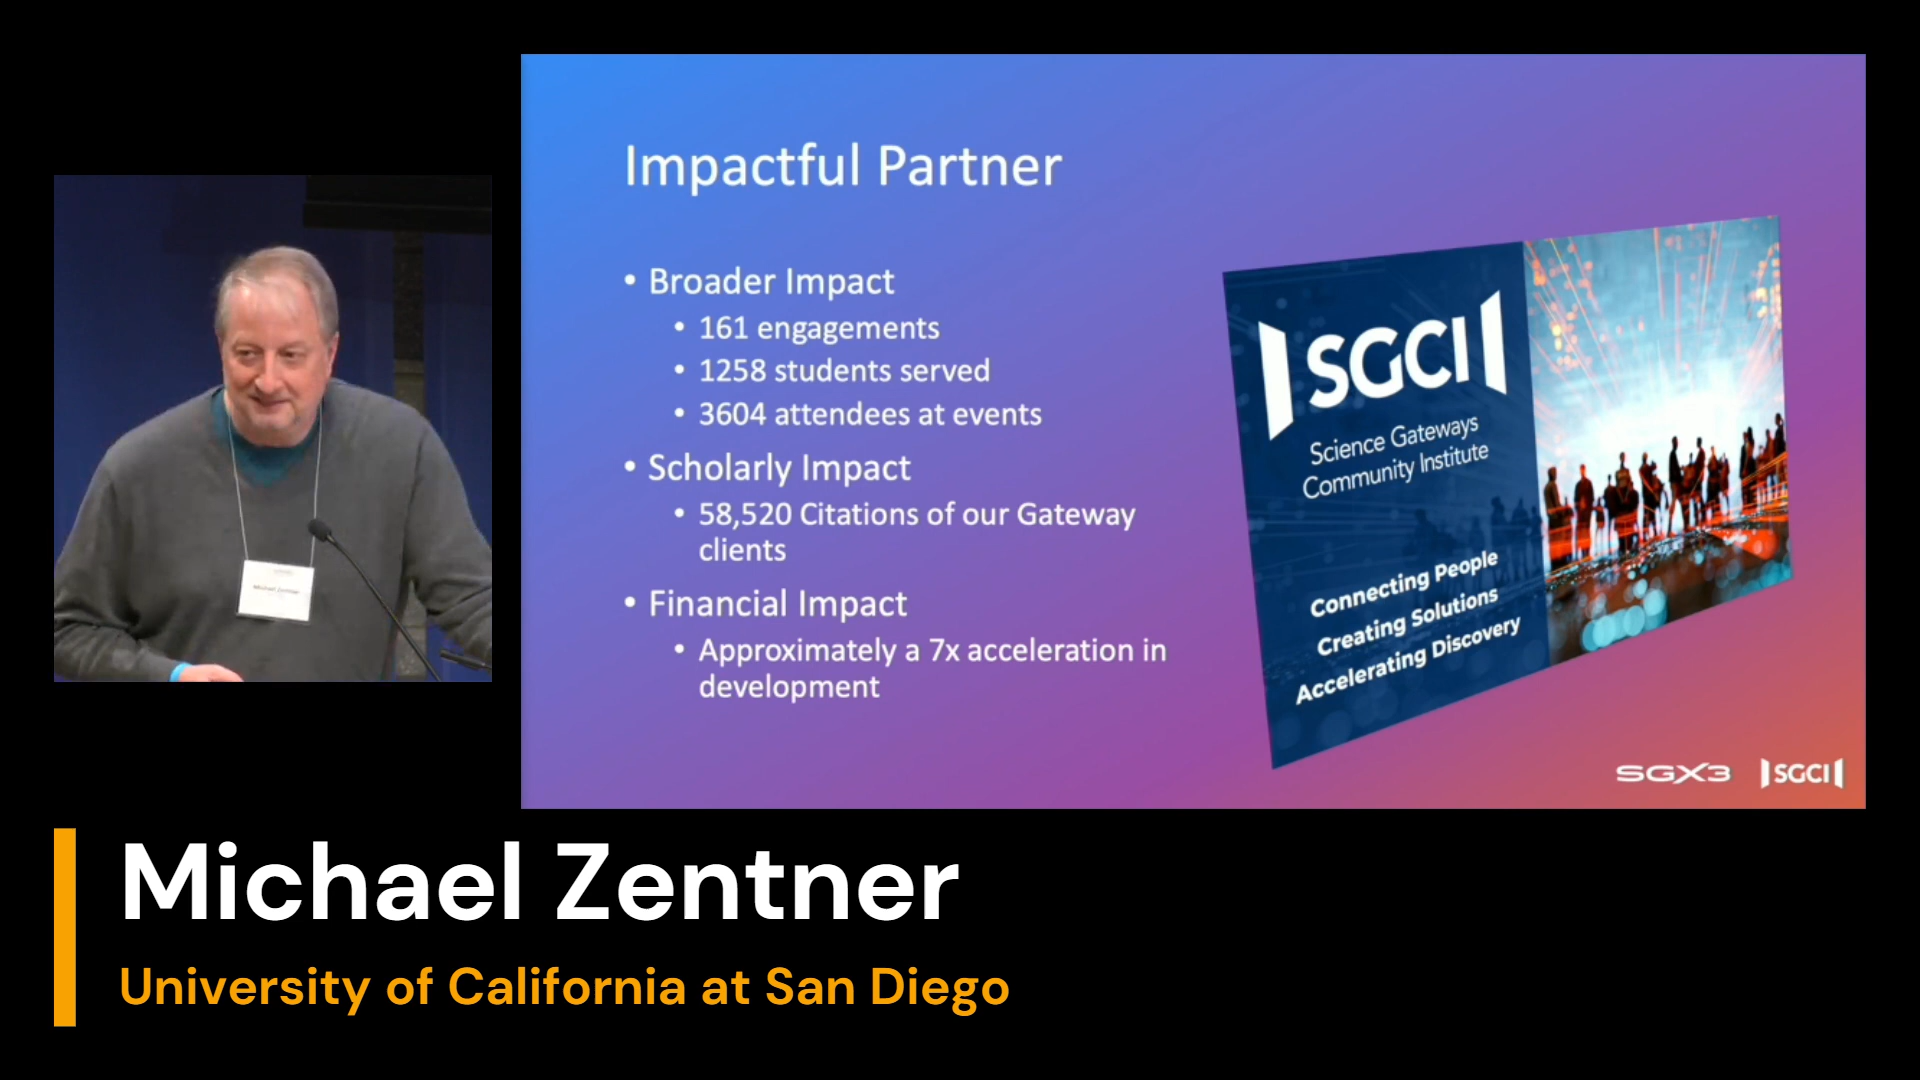 Impactful Partner
• Broader Impact
• 161 engagements
• 1258 students served
• 3604 attendees at events
• Scholarly Impact
• 58,520 Citations of our Gateway
clients
• Financial Impact
• Approximately a 7x acceleration in
development
SGCI
Science Gateways
Community Institute
Connecting People
Creating Solutions
Accelerating Discovery
SGX3
SGCI
Michael Zentner
Michael Zentner
University of California at San Diego